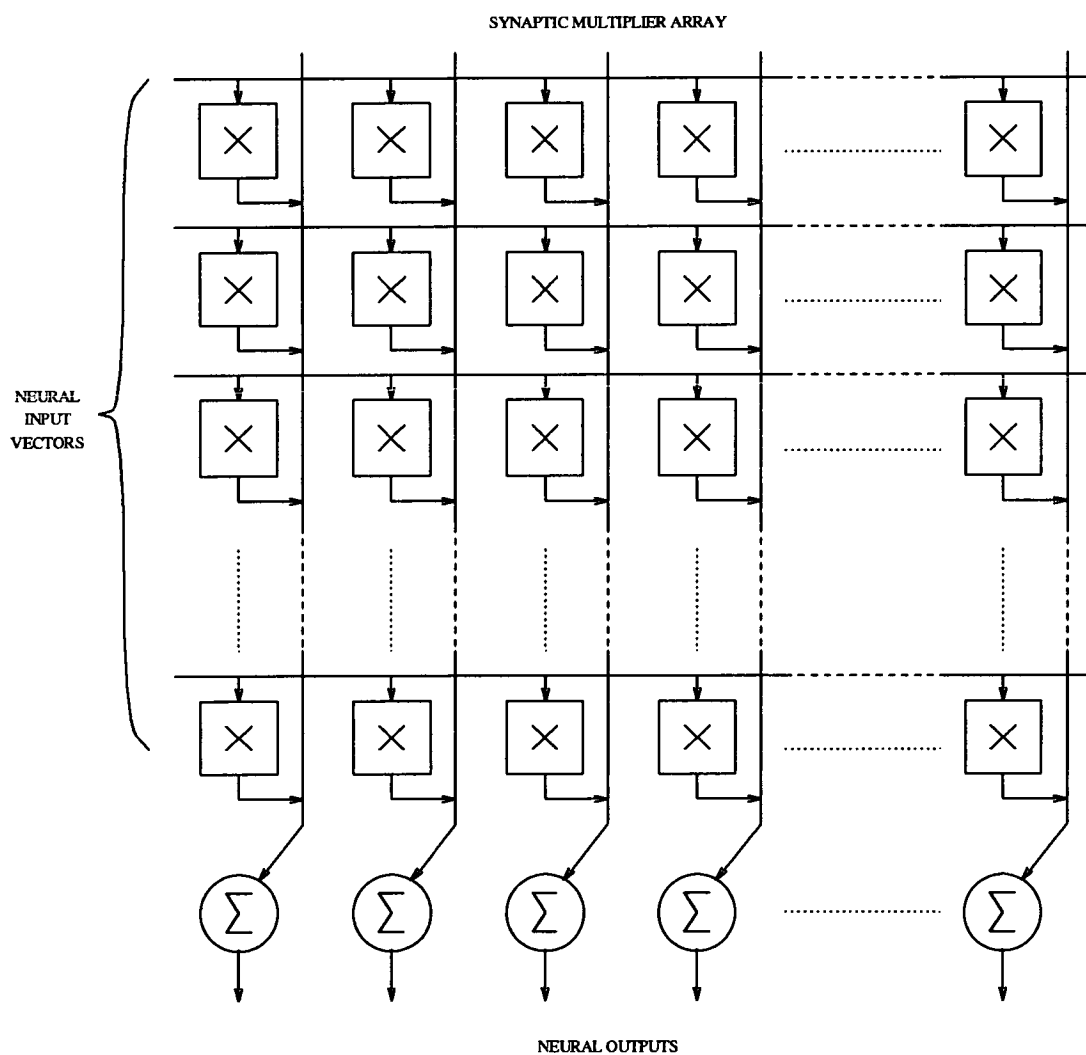 SYNAPTIC MULTIPLIER ARRAY
NEURAL
INPUT
VECTORS
Σ Σ Σ Σ Σ
NEURAL OUTPUTS